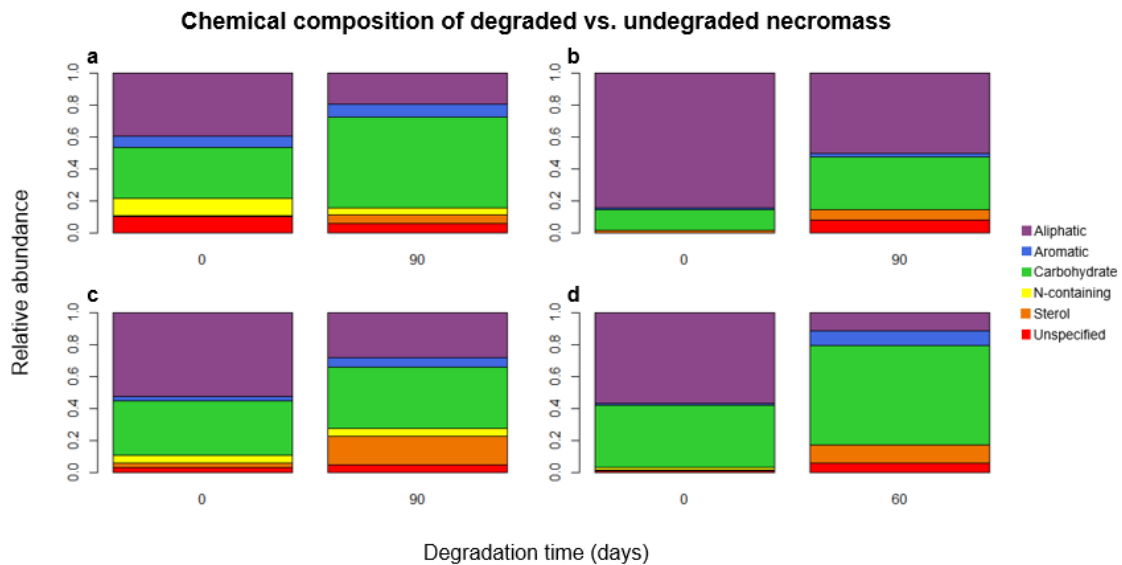 Chemical composition of degraded vs. undegraded necromass
a
1.0
0.8
0.6
0.4
0.2
0.0
0 90
b
1.0
0.8
0.6
0.4
0.2
0.0
0 90
Relative abundance
Aliphatic
Aromatic
Carbohydrate
N-containing
Sterol
Unspecified
c
1.0
0.8
0.6
0.4
0.2
0.0
0 90
d
1.0
0.8
0.6
0.4
0.2
0.0
0 60
Degradation time (days)